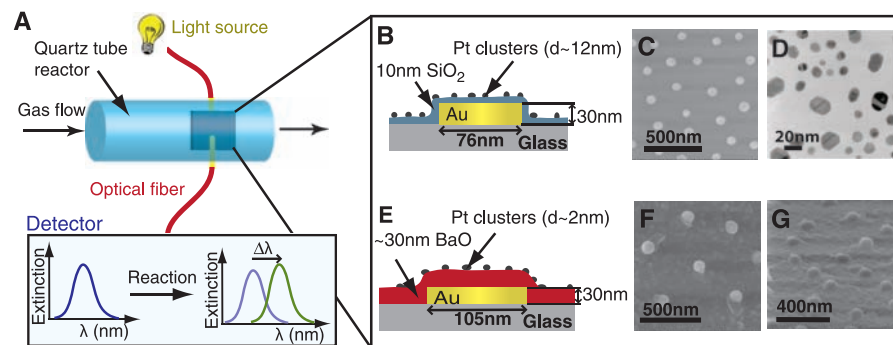 A
Light source
Quartz tube
reactor
Gas flow
Optical fiber
Detector
Extinction
λ (nm)
Reaction
Δλ
Extinction
λ (nm)
B
Pt clusters (d~12nm)
10nm SiO₂
Au
30nm
76nm
Glass
C
500nm
D
20nm
E
Pt clusters (d~2nm)
~30nm BaO
Au
30nm
105nm
Glass
F
500nm
G
400nm